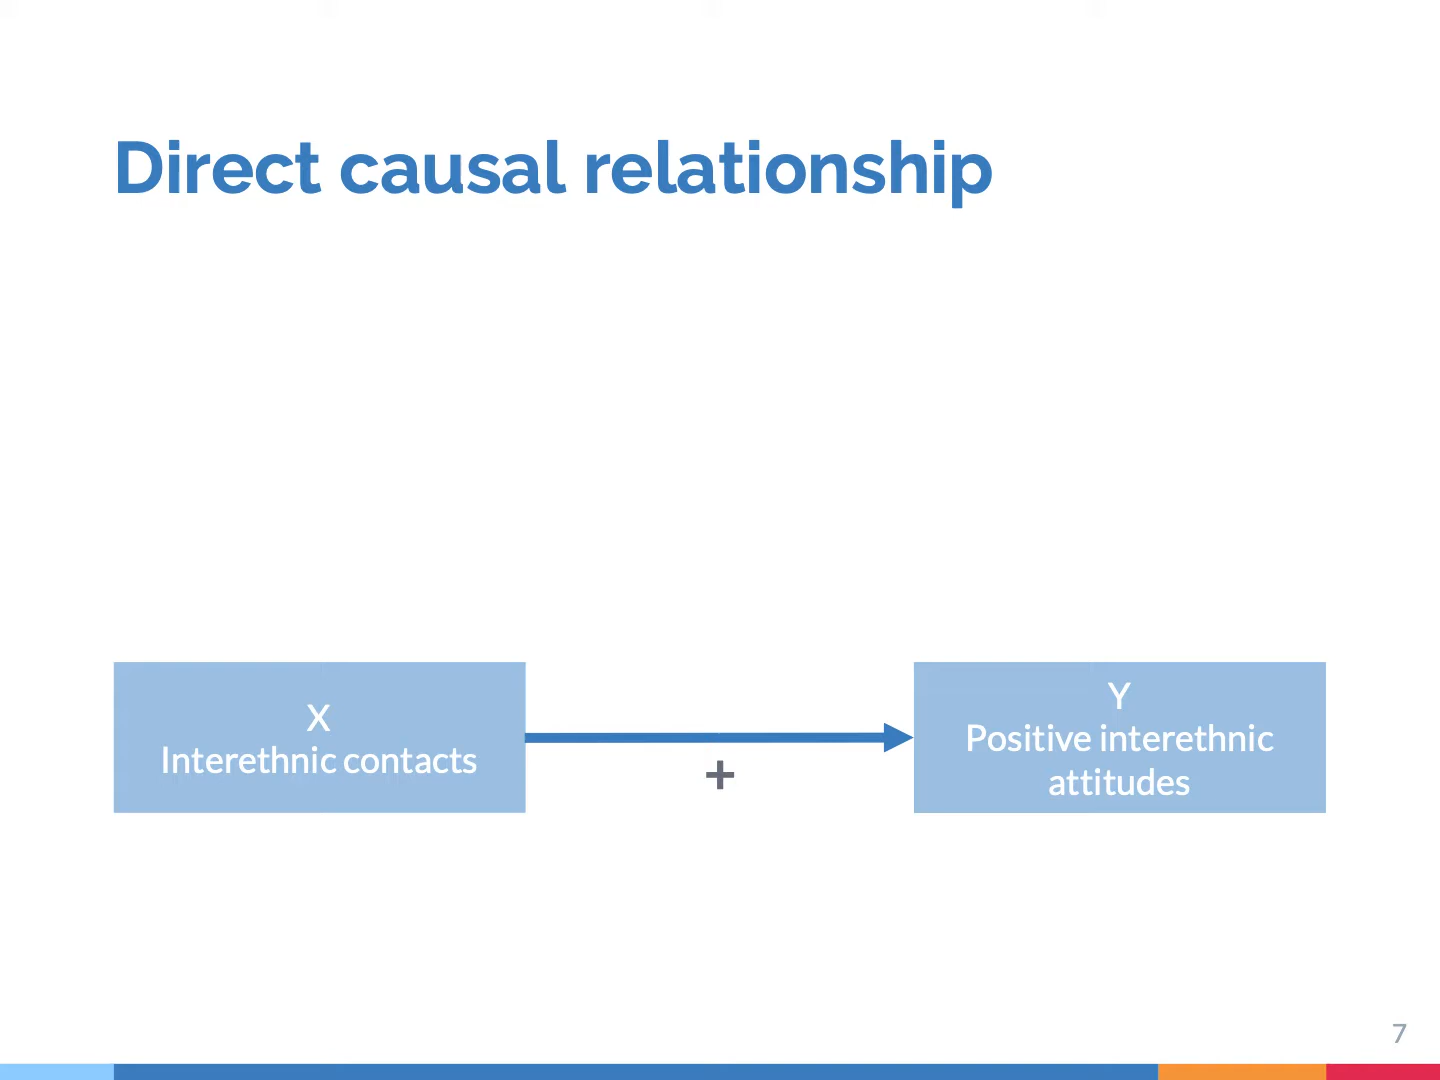 Direct causal relationship
X
Interethnic contacts
+
Y
Positive interethnic
attitudes
7